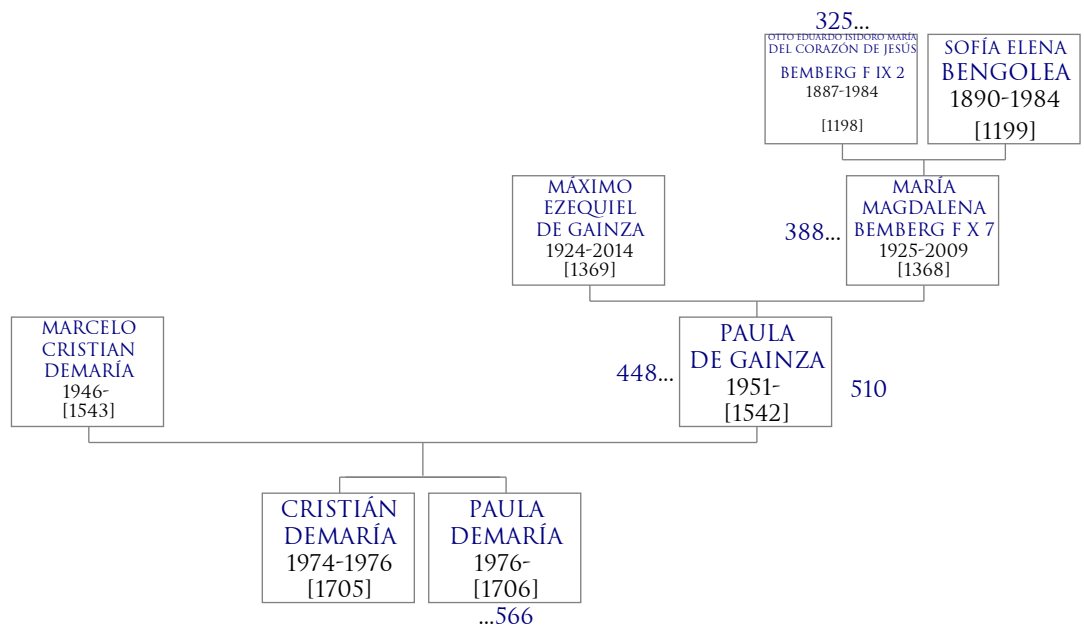 325...
OTTO EDUARDO ISIDORO MARÍA
DEL CORAZÓN DE JESÚS
BEMBERG F IX 2
1887-1984
[1198]
SOFÍA ELENA
BENGOLEA
1890-1984
[1199]
MÁXIMO
EZEQUIEL
DE GAINZA
1924-2014
[1369]
388...
MARÍA
MAGDALENA
BEMBERG F X 7
1925-2009
[1368]
MARCELO
CRISTIAN
DEMARÍA
1946-
[1543]
448...
PAULA
DE GAINZA
1951-
[1542]
510
CRISTIÁN
DEMARÍA
1974-1976
[1705]
PAULA
DEMARÍA
1976-
[1706]
...566